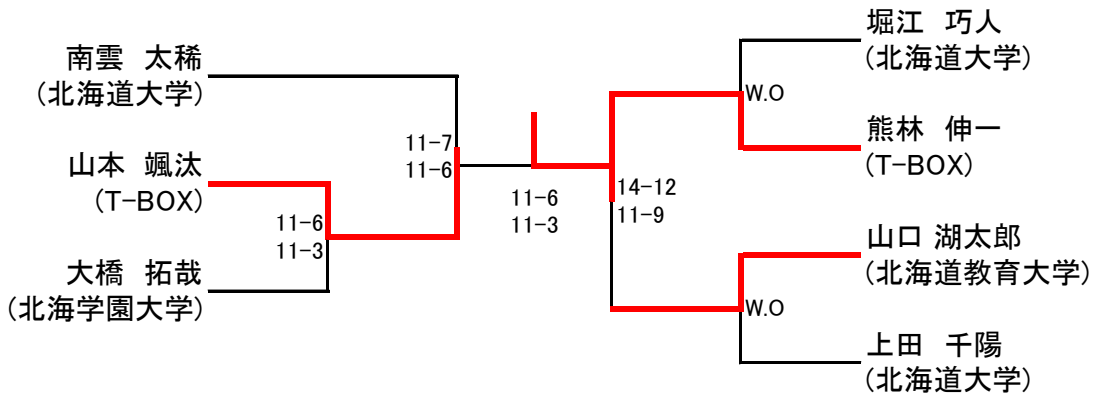 南雲　太稀
(北海道大学)
山本　颯汰
(T-BOX)
大橋　拓哉
(北海学園大学)
11-6
11-3
11-7
11-6
11-6
11-3
14-12
11-9
堀江　巧人
(北海道大学)
W.O
熊林　伸一
(T-BOX)
山口 湖太郎
(北海道教育大学)
W.O
上田　千陽
(北海道大学)